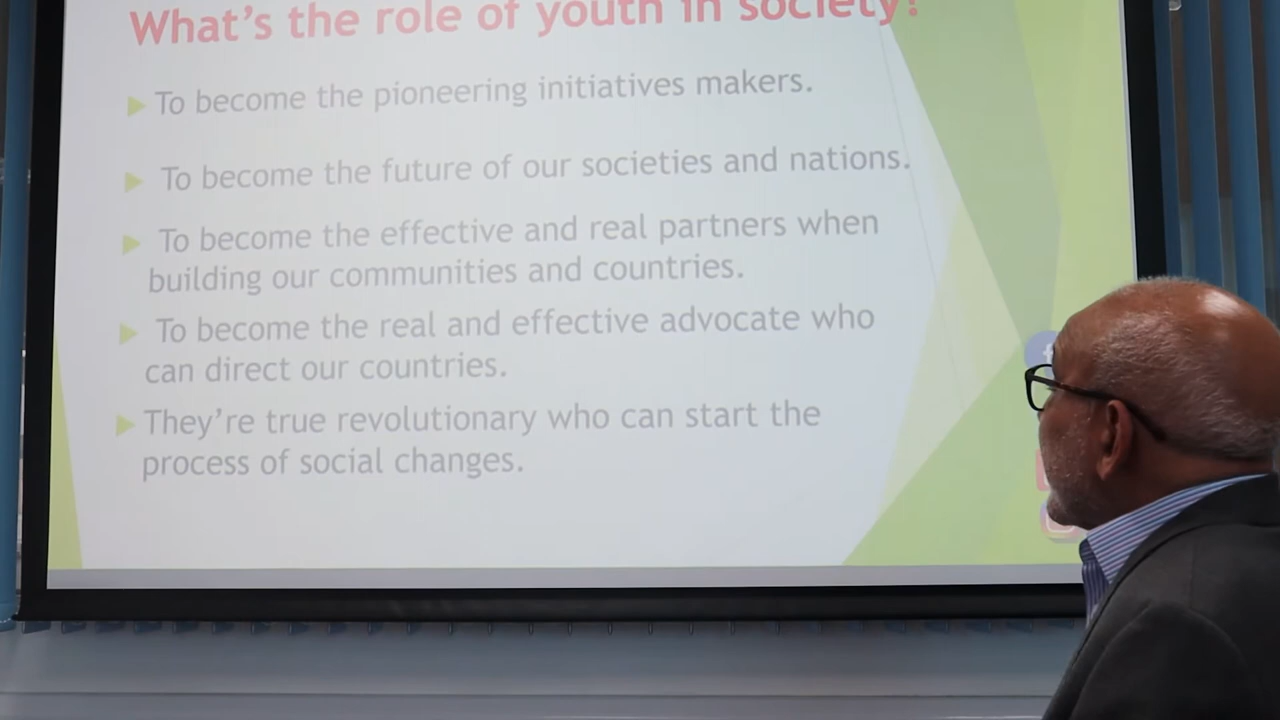 What's the role of youth in society?
To become the pioneering initiatives makers.
To become the future of our societies and nations.
To become the effective and real partners when
building our communities and countries.
To become the real and effective advocate who
can direct our countries.
They're true revolutionary who can start the
process of social changes.
f